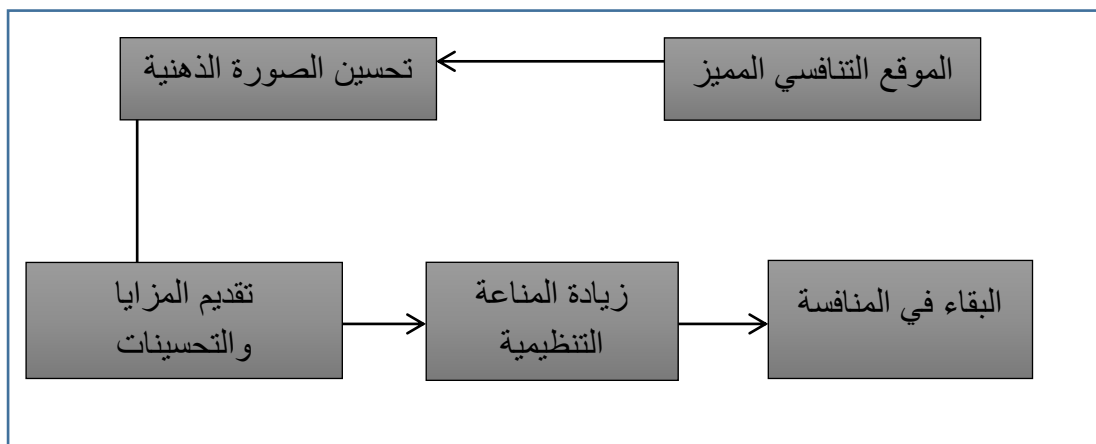 الموقع التنافسي المميز
تحسين الصورة الذهنية
تقديم المزايا
والتحسينات
زيادة المناعة
التنظيمية
البقاء في المنافسة